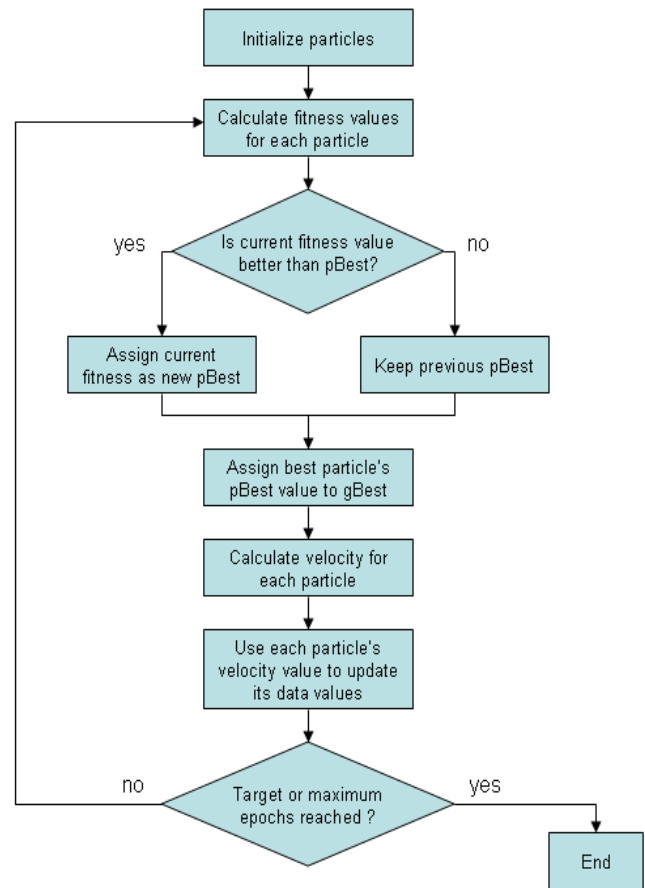 Initialize particles
Calculate fitness values
for each particle
Is current fitness value
better than pBest?
yes
no
Assign current
fitness as new pBest
Keep previous pBest
Assign best particle's
pBest value to gBest
Calculate velocity for
each particle
Use each particle's
velocity value to update
its data values
Target or maximum
epochs reached ?
no
yes
End